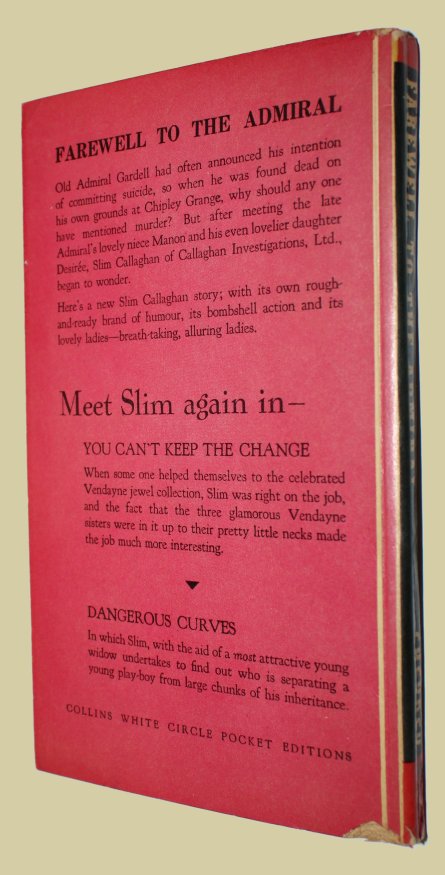 FAREWELL TO THE ADMIRAL
Old Admiral Gardell had often announced his intention
of committing suicide, so when he was found dead on
his own grounds at Chipley Grange, why should any one
have mentioned murder? But after meeting the late
Admiral's lovely niece Manon and his even lovelier daughter
Desirée, Slim Callaghan of Callaghan Investigations, Ltd.,
began to wonder.
Here's a new Slim Callaghan story; with its own rough-
and-ready brand of humour, its bombshell action and its
lovely ladies—breath-taking, alluring ladies.
Meet Slim again in—
YOU CAN'T KEEP THE CHANGE
When some one helped themselves to the celebrated
Vendayne jewel collection, Slim was right on the job,
and the fact that the three glamorous Vendayne
sisters were in it up to their pretty little necks made
the job much more interesting.
DANGEROUS CURVES
In which Slim, with the aid of a most attractive young
widow undertakes to find out who is separating a
young play-boy from large chunks of his inheritance.
COLLINS WHITE CIRCLE POCKET EDITIONS
FAREWELL TO THE ADMIRAL